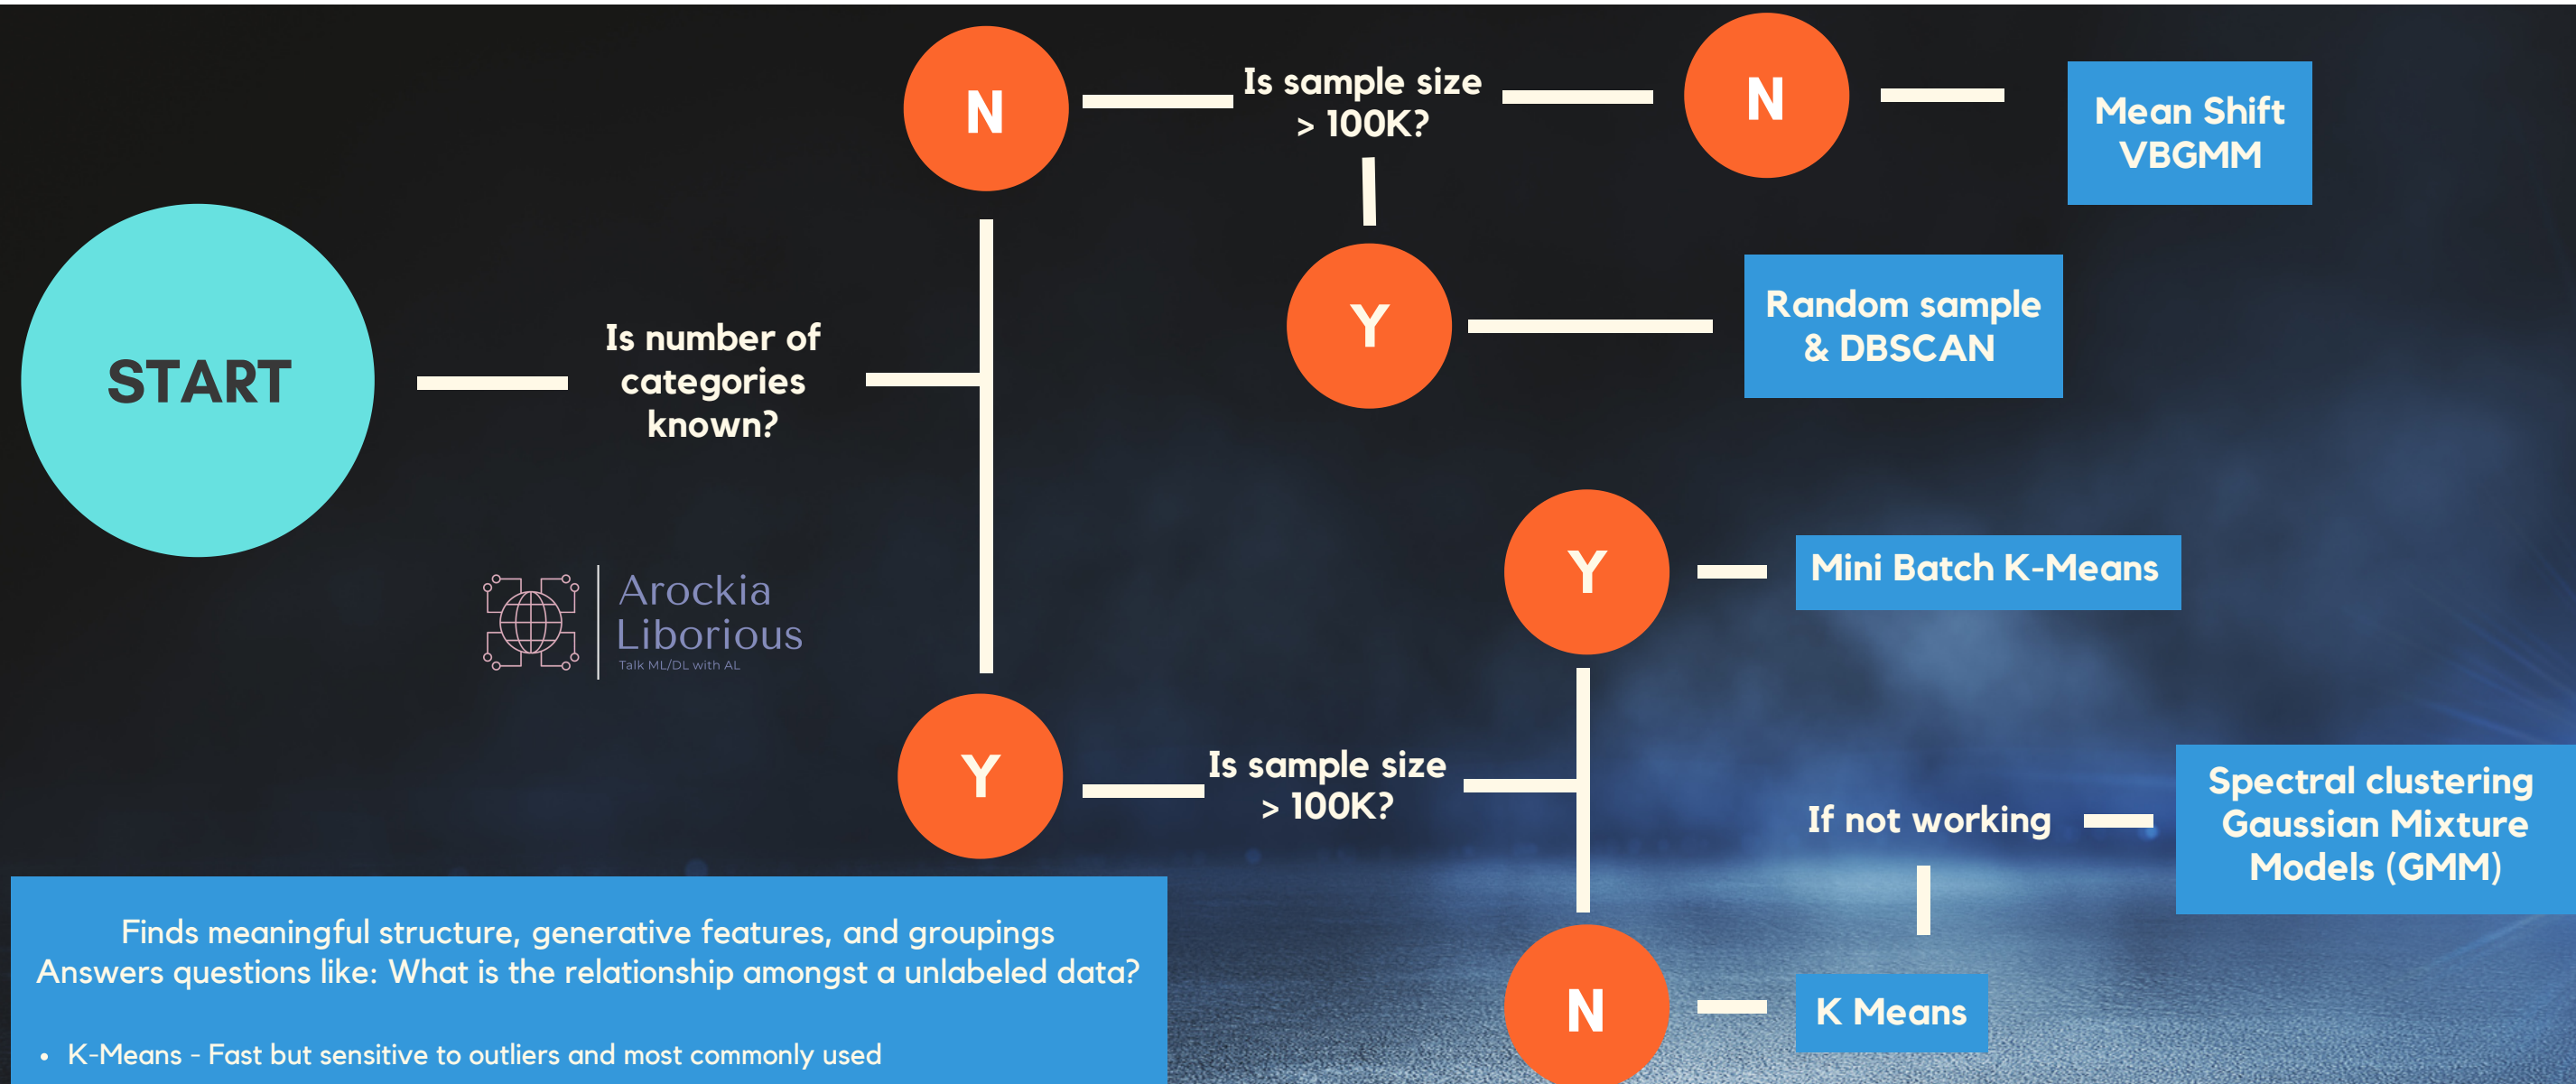 START
Is number of
categories
known?
N
Is sample size
> 100K?
N
Mean Shift
VBGMM
Y
Random sample
& DBSCAN
Y
Is sample size
> 100K?
Y
Mini Batch K-Means
N
K Means
If not working
Spectral clustering
Gaussian Mixture
Models (GMM)
Arockia
Liborious
Talk ML/DL with AL
Finds meaningful structure, generative features, and groupings
Answers questions like: What is the relationship amongst a unlabeled data?
• K-Means - Fast but sensitive to outliers and most commonly used